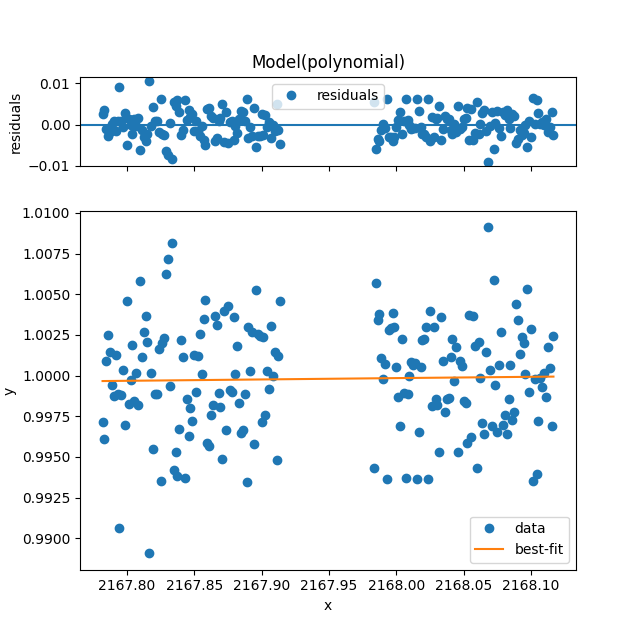 Model(polynomial)
0.01
0.00
−0.01
residuals
residuals
1.0100
1.0075
1.0050
1.0025
1.0000
0.9975
0.9950
0.9925
0.9900
y
data
best-fit
2167.80 2167.85 2167.90 2167.95 2168.00 2168.05 2168.10
x